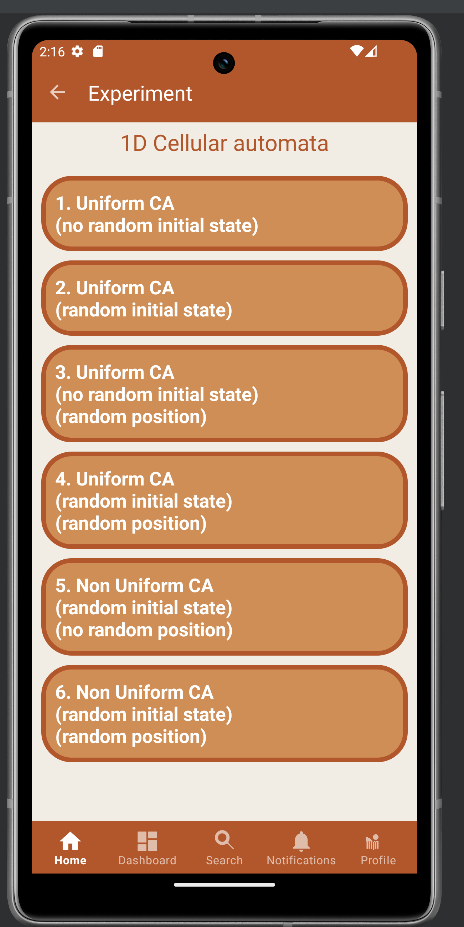 2:16
Experiment
1D Cellular automata
1. Uniform CA
(no random initial state)
2. Uniform CA
(random initial state)
3. Uniform CA
(no random initial state)
(random position)
4. Uniform CA
(random initial state)
(random position)
5. Non Uniform CA
(random initial state)
(no random position)
6. Non Uniform CA
(random initial state)
(random position)
Home Dashboard Search Notifications Profile